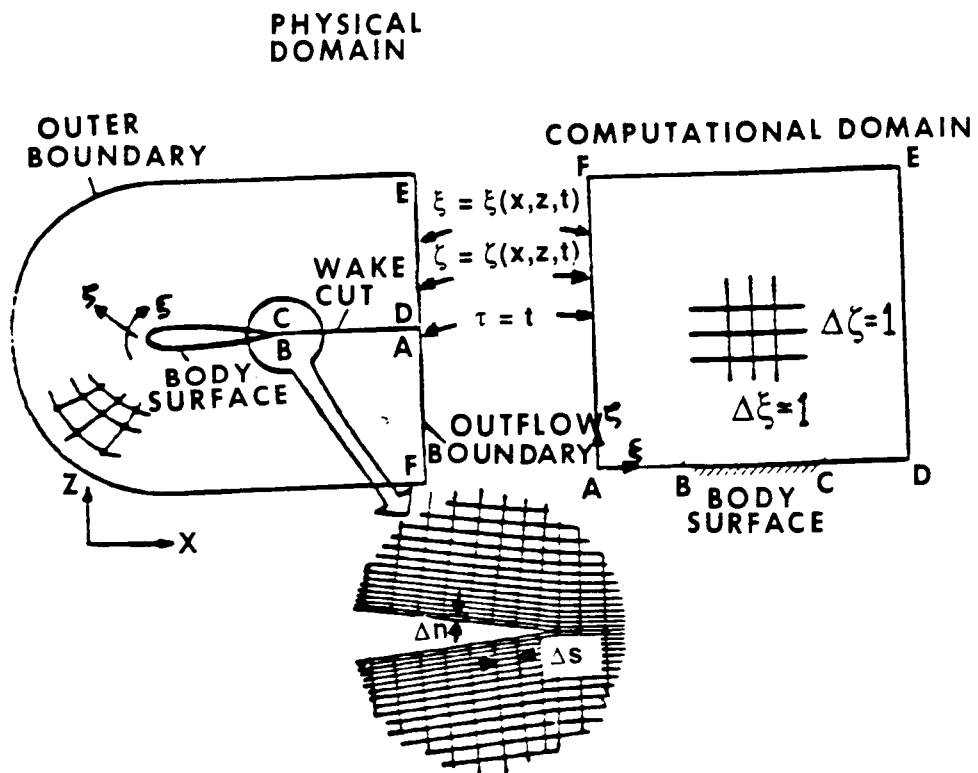 PHYSICAL
DOMAIN
OUTER
BOUNDARY
E
ξ = ξ(x,z,t)
ζ = ζ(x,z,t)
WAKE
CUT
D
τ = t
ζ
ξ
C
B
A
BODY
SURFACE
OUTFLOW
BOUNDARY
F
Z
X
Δn
Δs
COMPUTATIONAL DOMAIN
F
E
Δζ=1
Δξ=1
ζ
ξ
A
B
C
D
BODY
SURFACE